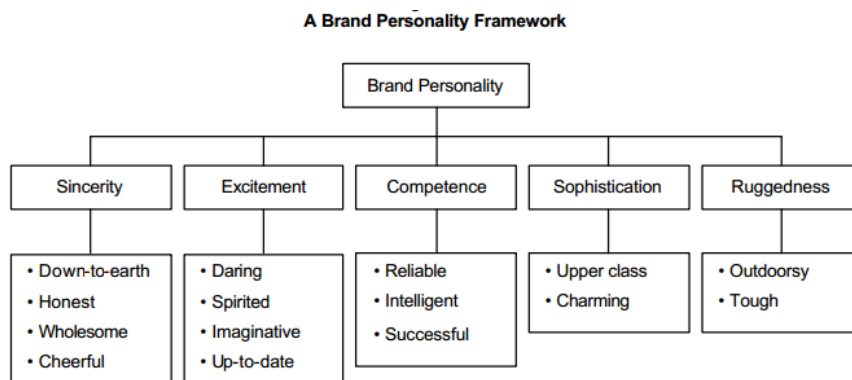 A Brand Personality Framework
Brand Personality
Sincerity
Excitement
Competence
Sophistication
Ruggedness
• Down-to-earth
• Honest
• Wholesome
• Cheerful
• Daring
• Spirited
• Imaginative
• Up-to-date
• Reliable
• Intelligent
• Successful
• Upper class
• Charming
• Outdoorsy
• Tough